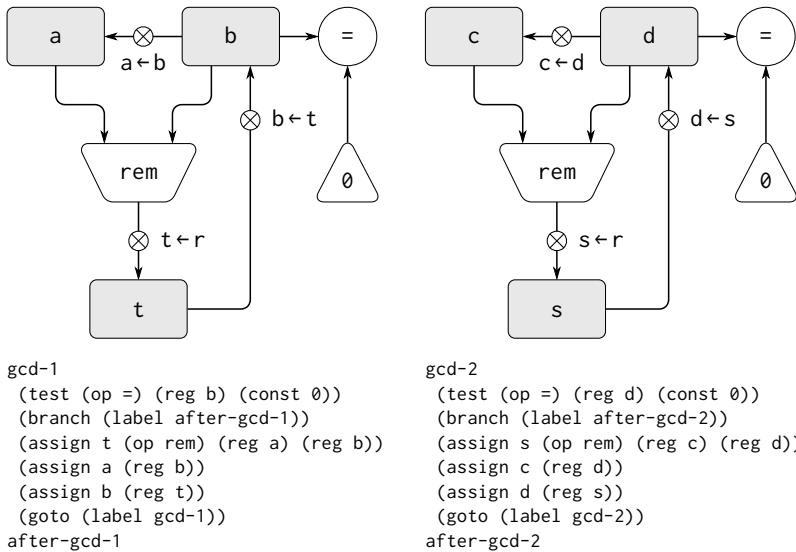 a
b
=
a←b
b←t
rem
0
t←r
t
c
d
=
c←d
d←s
rem
0
s←r
s
gcd-1
(test (op =) (reg b) (const 0))
(branch (label after-gcd-1))
(assign t (op rem) (reg a) (reg b))
(assign a (reg b))
(assign b (reg t))
(goto (label gcd-1))
after-gcd-1
gcd-2
(test (op =) (reg d) (const 0))
(branch (label after-gcd-2))
(assign s (op rem) (reg c) (reg d))
(assign c (reg d))
(assign d (reg s))
(goto (label gcd-2))
after-gcd-2